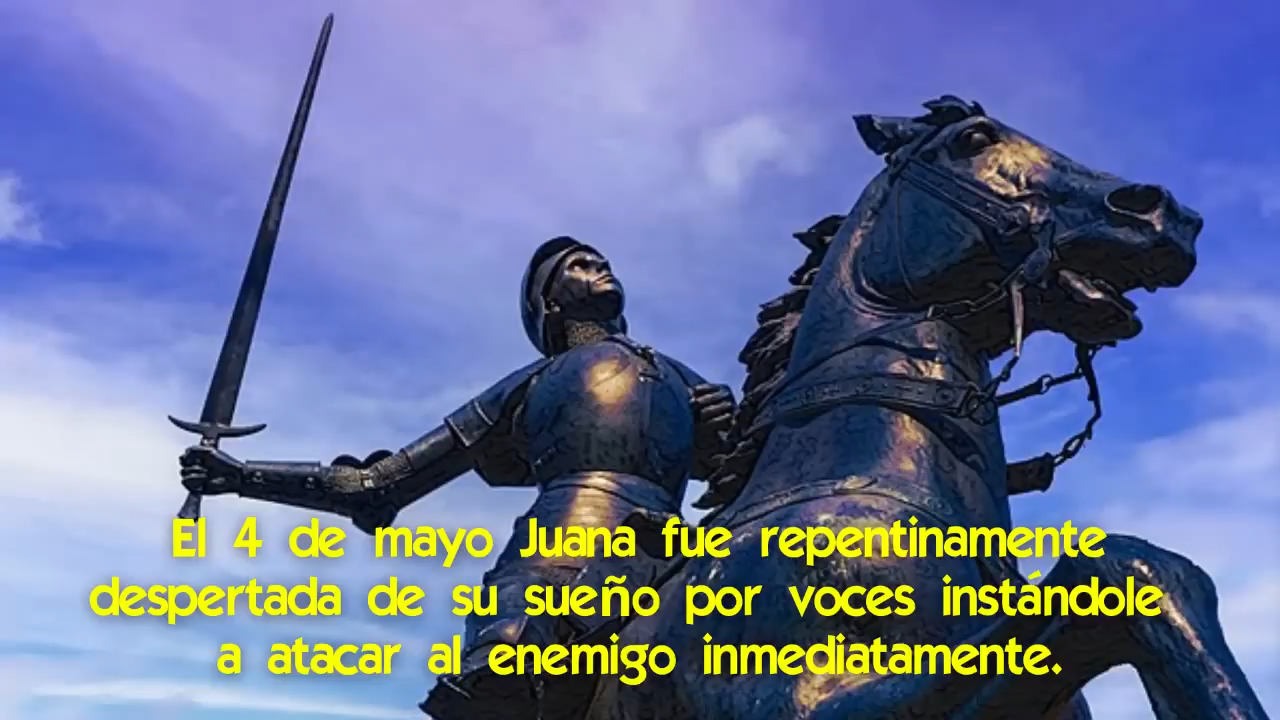 El 4 de mayo Juana fue repentinamente
despertada de su sueño por voces instándole
a atacar al enemigo inmediatamente.